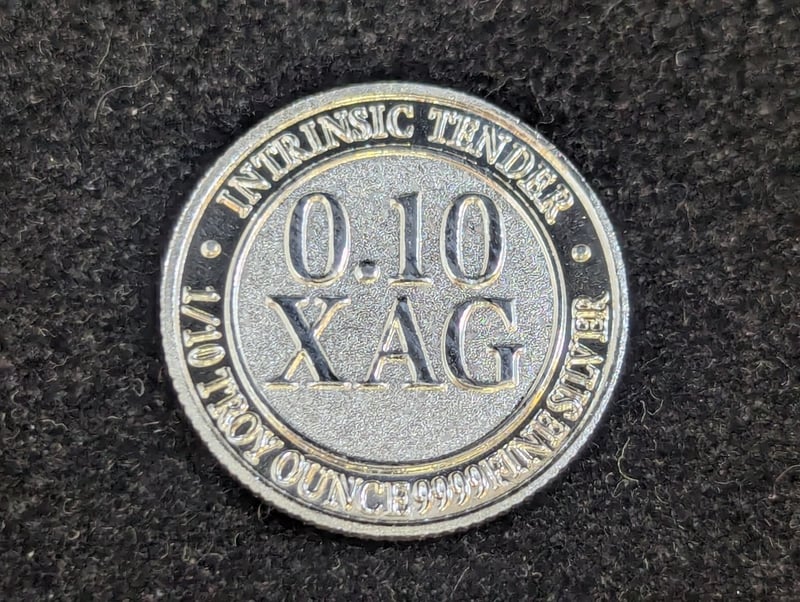 INTRINSIC TENDER
0.10
XAG
1/10 TROY OUNCE 9999 FINE SILVER